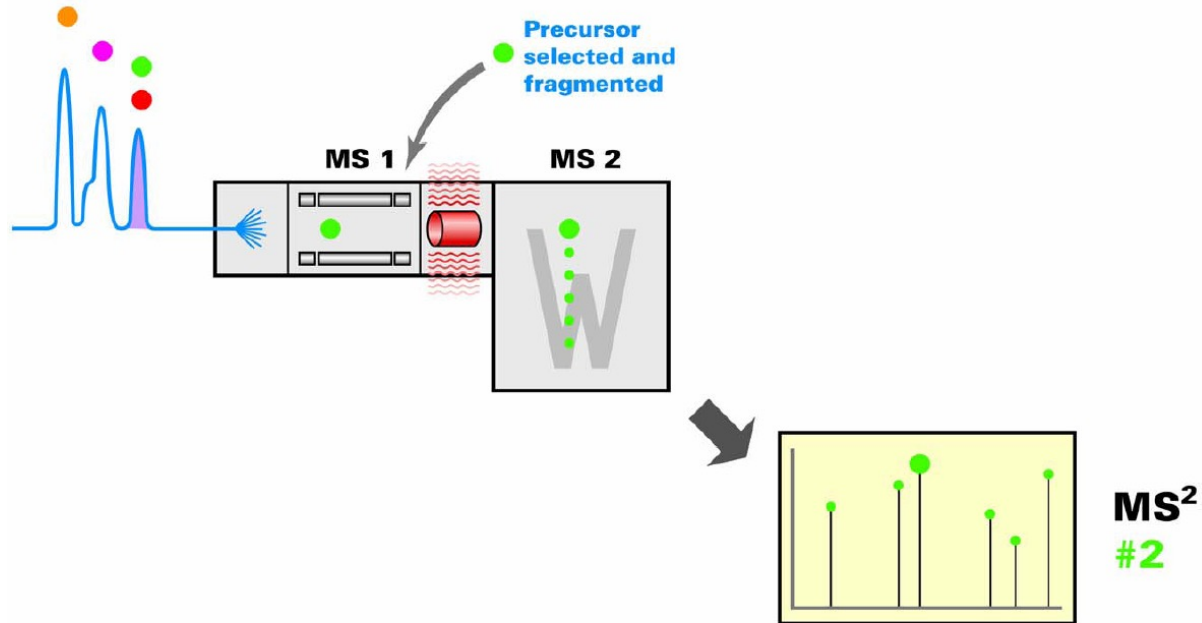 Precursor
selected and
fragmented
MS 1
MS 2
W
MS²
#2